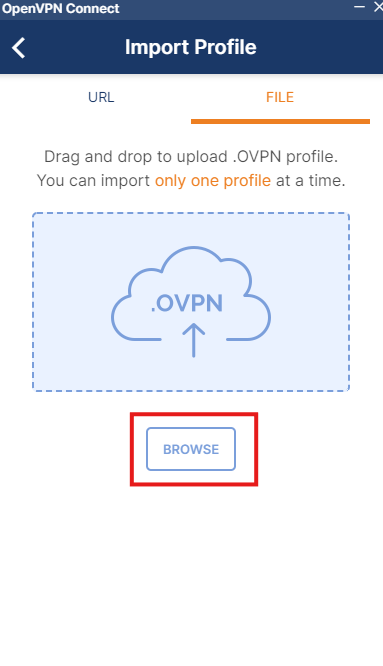 OpenVPN Connect
Import Profile
URL
FILE
Drag and drop to upload .OVPN profile.
You can import only one profile at a time.
.OVPN
BROWSE